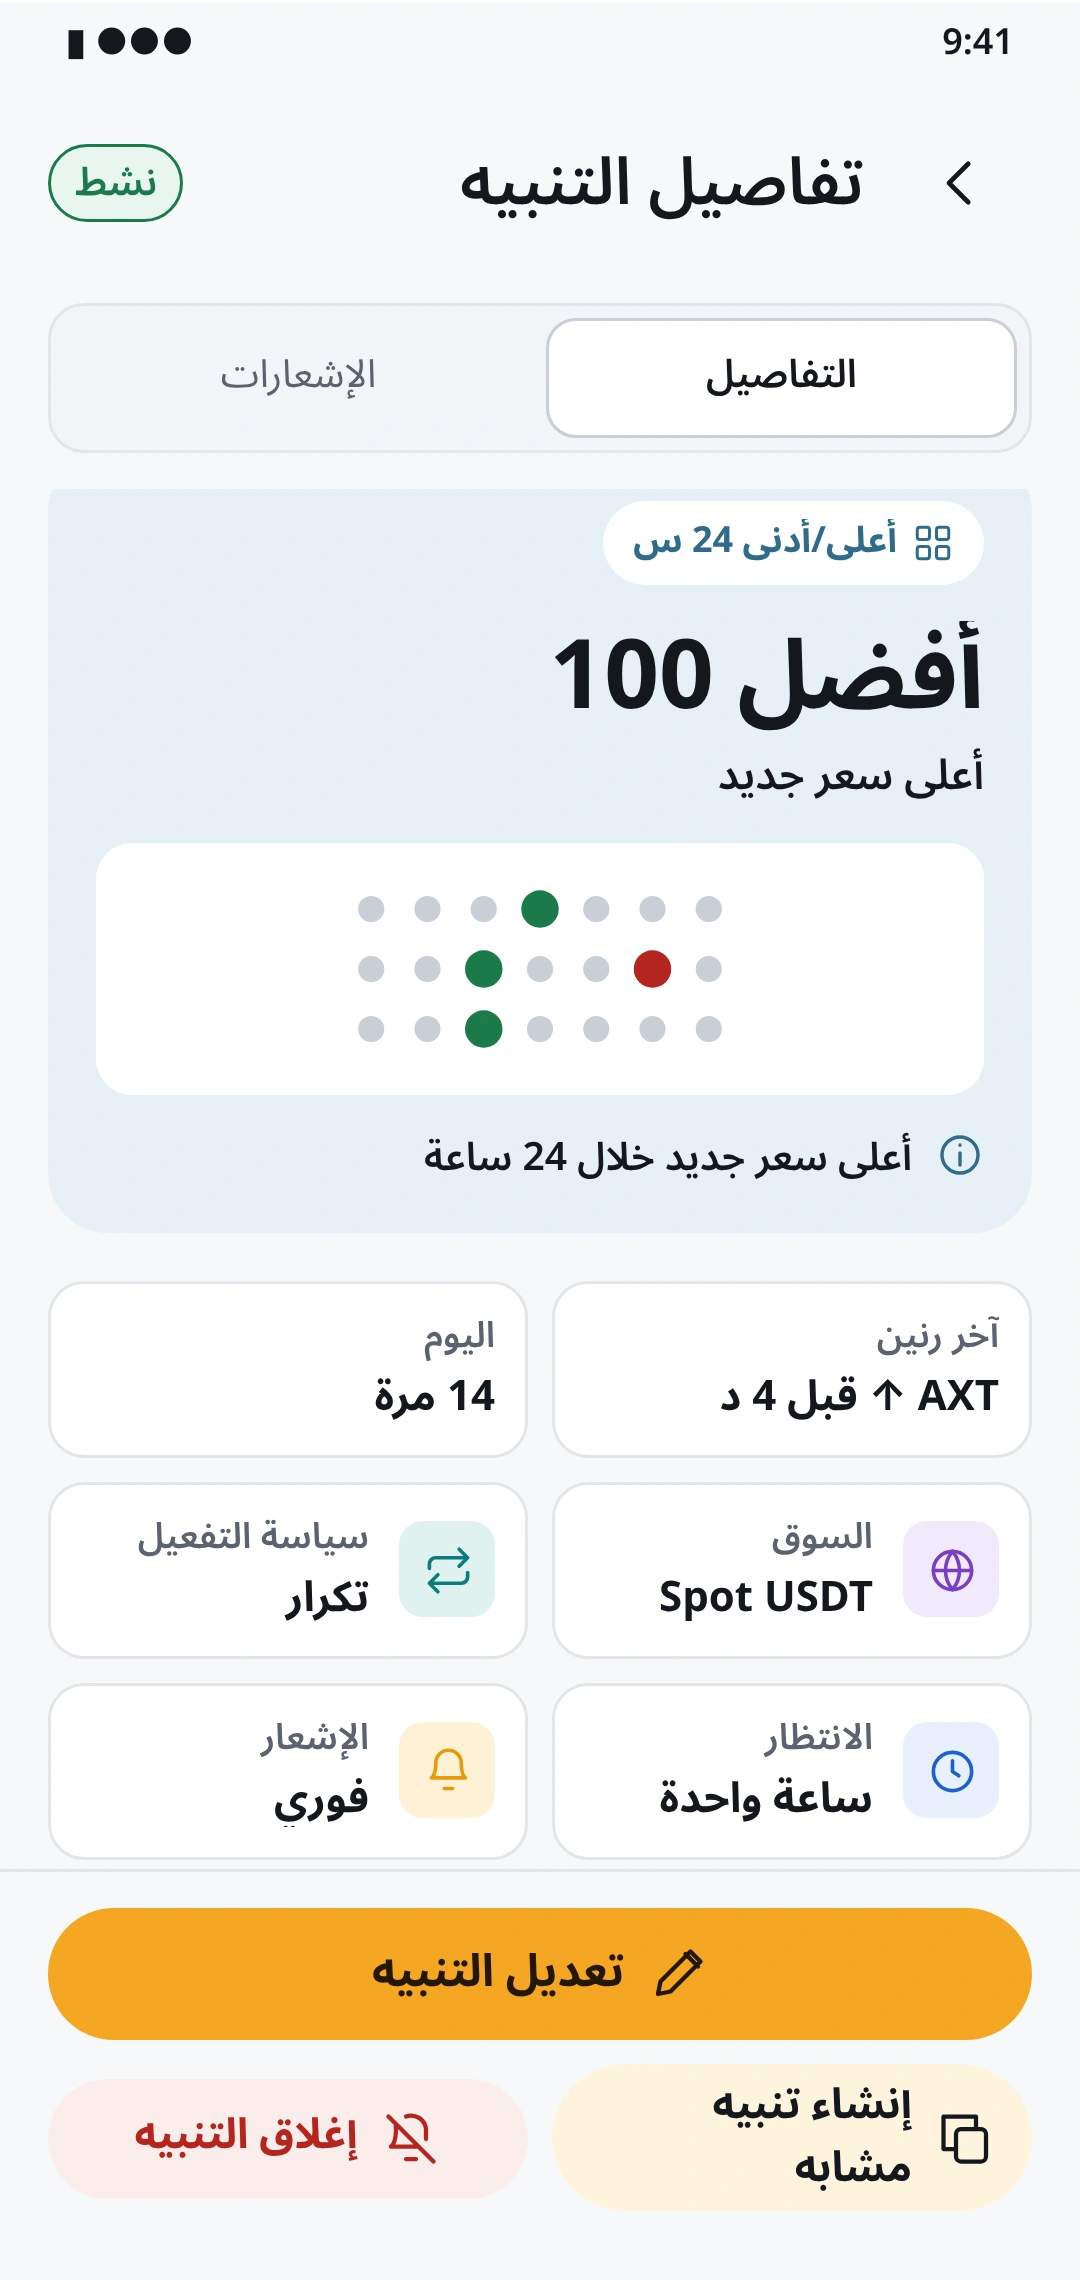 9:41
تفاصيل التنبيه
نشط
التفاصيل
الإشعارات
أعلى/أدنى 24 س
أفضل 100
أعلى سعر جديد
أعلى سعر جديد خلال 24 ساعة
آخر رنين
AXT ↑ قبل 4 د
اليوم
14 مرة
السوق
Spot USDT
سياسة التفعيل
تكرار
الانتظار
ساعة واحدة
الإشعار
فوري
تعديل التنبيه
إنشاء تنبيه
مشابه
إغلاق التنبيه